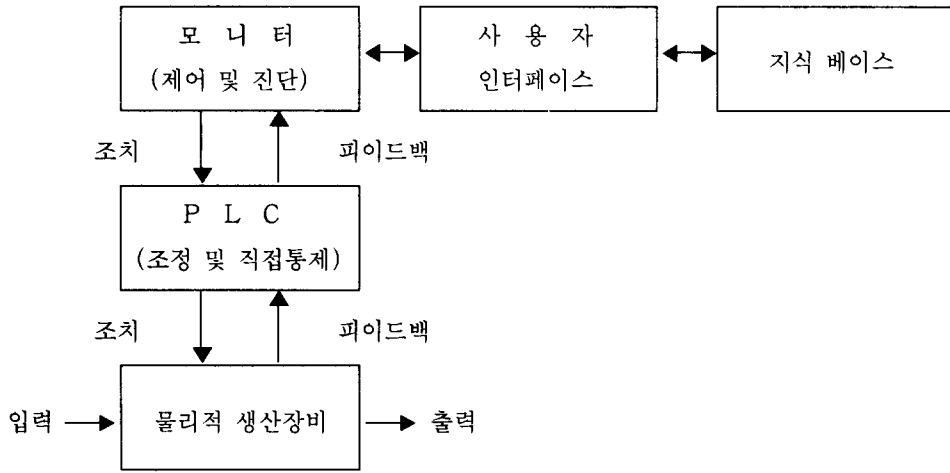 모 니 터
(제어 및 진단)
사 용 자
인터페이스
지식 베이스
조치
피이드백
P L C
(조정 및 직접통제)
조치
피이드백
입력
물리적 생산장비
출력